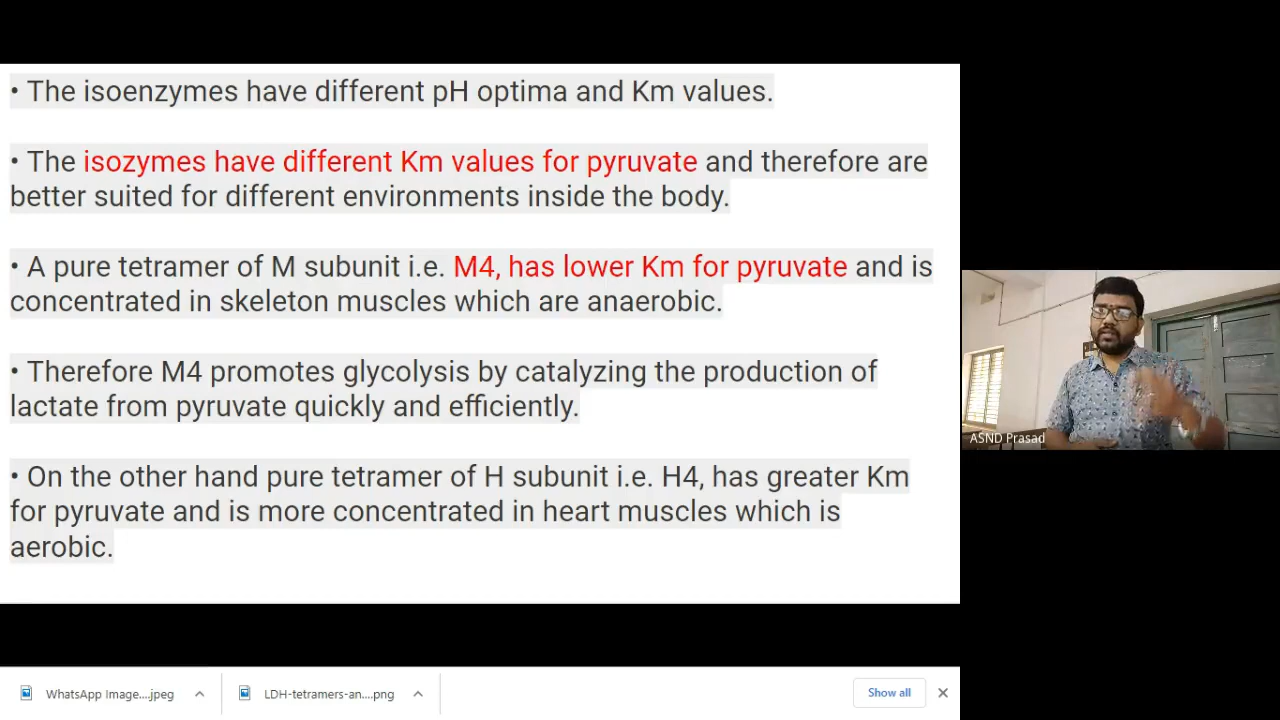 • The isoenzymes have different pH optima and Km values.
• The isozymes have different Km values for pyruvate and therefore are
better suited for different environments inside the body.
• A pure tetramer of M subunit i.e. M4, has lower Km for pyruvate and is
concentrated in skeleton muscles which are anaerobic.
• Therefore M4 promotes glycolysis by catalyzing the production of
lactate from pyruvate quickly and efficiently.
• On the other hand pure tetramer of H subunit i.e. H4, has greater Km
for pyruvate and is more concentrated in heart muscles which is
aerobic.
ASND Prasad
WhatsApp Image....jpeg
LDH-tetramers-an....png
Show all